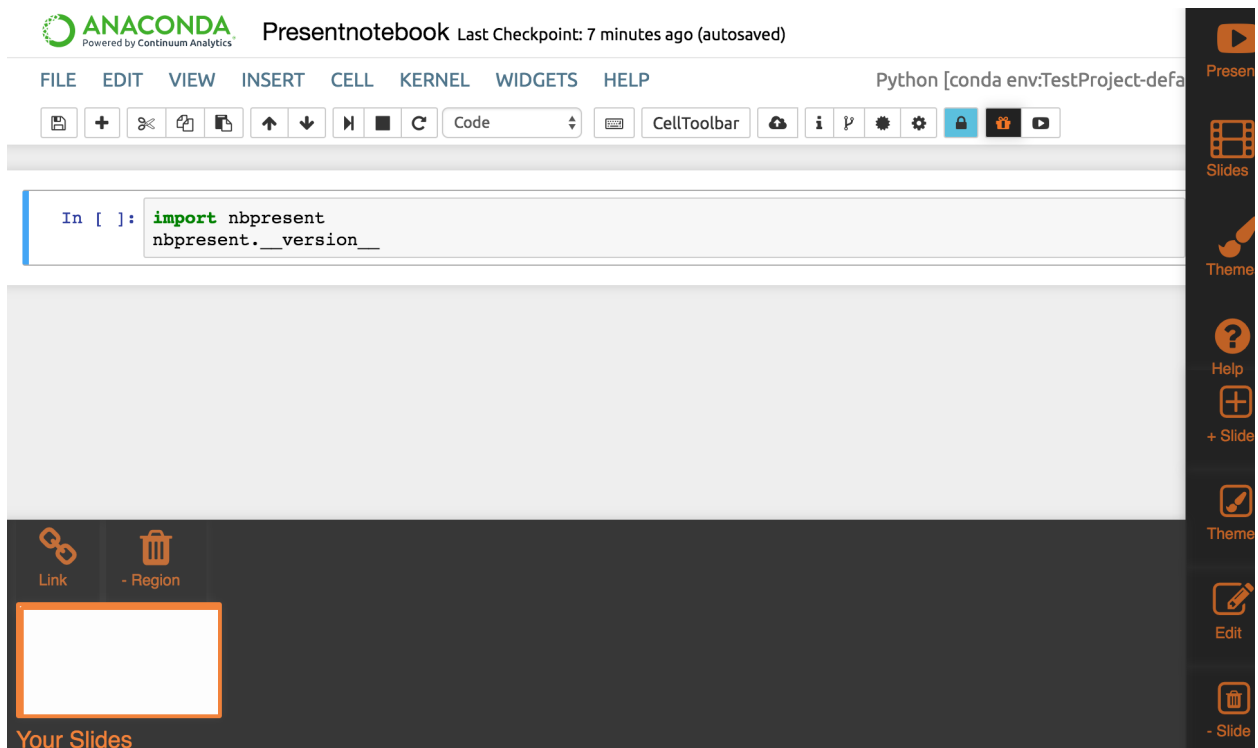 ANACONDA
Powered by Continuum Analytics
Presentnotebook Last Checkpoint: 7 minutes ago (autosaved)
FILE EDIT VIEW INSERT CELL KERNEL WIDGETS HELP Python [conda env:TestProject-defa
Code CellToolbar
In [ ]: import nbpresent
nbpresent.__version__
Present
Slides
Theme
Help
+ Slide
Theme
Edit
- Slide
Link - Region
Your Slides